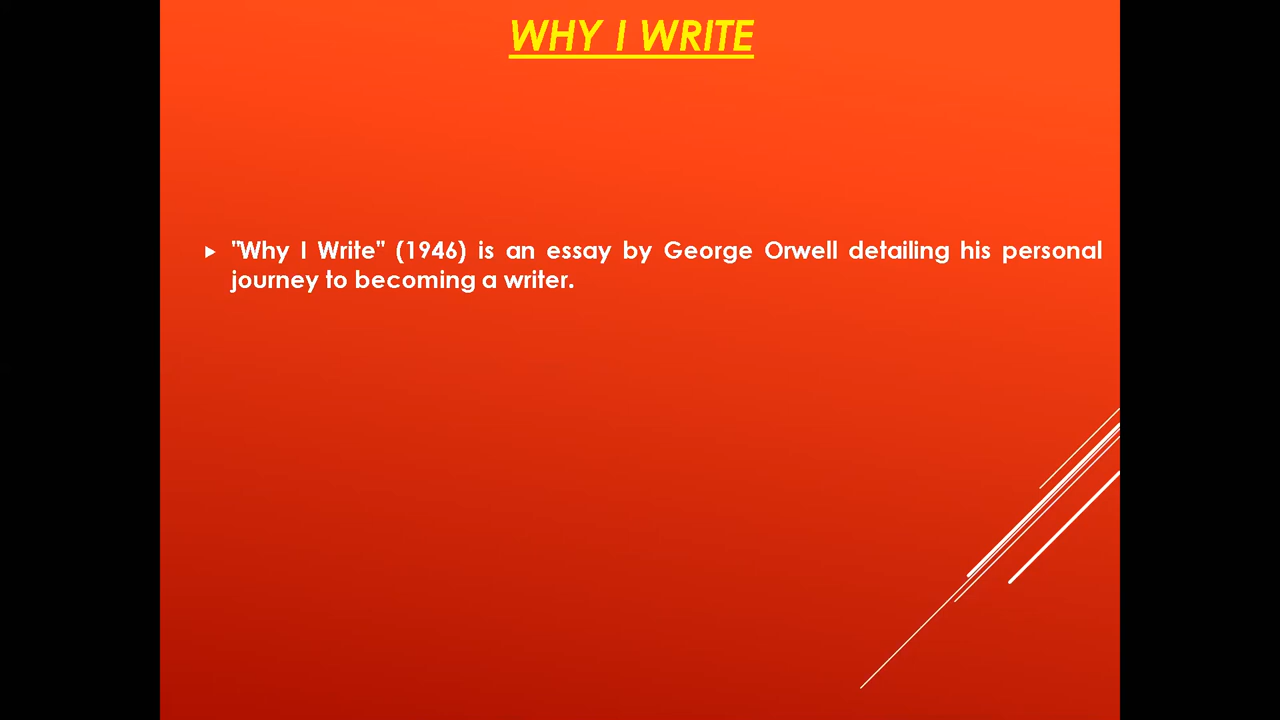 WHY I WRITE
"Why I Write" (1946) is an essay by George Orwell detailing his personal
journey to becoming a writer.